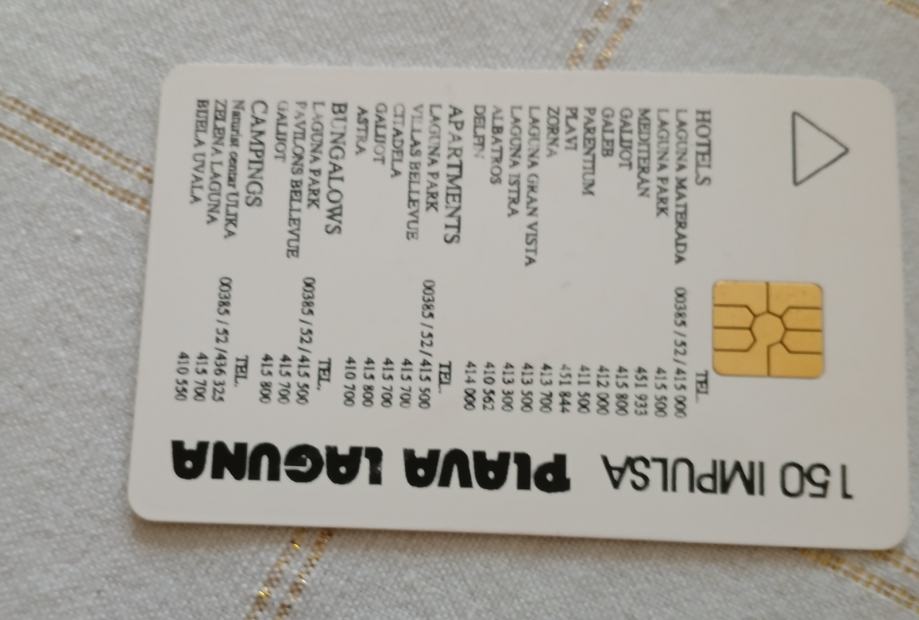 150 IMPULSA PLAVA LAGUNA
HOTELS TEL.
LAGUNA MATERADA 00385 / 52 / 415 000
LAGUNA PARK 415 500
MEDITERAN 451 933
GALIJOT 415 800
GALEB 412 000
PARENTIUM 411 500
PLAVI 451 844
ZORNA 413 700
LAGUNA GRAN VISTA 413 500
LAGUNA ISTRA 413 300
ALBATROS 410 562
DELFIN 414 000
APARTMENTS TEL.
LAGUNA PARK 00385 / 52 / 415 500
VILLAS BELLEVUE 415 700
CITADELA 415 700
GALIJOT 415 800
ASTRA 410 700
BUNGALOWS TEL.
LAGUNA PARK 00385 / 52 / 415 500
PAVILONS BELLEVUE 415 700
GALIJOT 415 800
CAMPINGS TEL.
Naturist centar ULIKA 00385 / 52 / 436 325
ZELENA LAGUNA 415 700
BIJELA UVALA 410 550